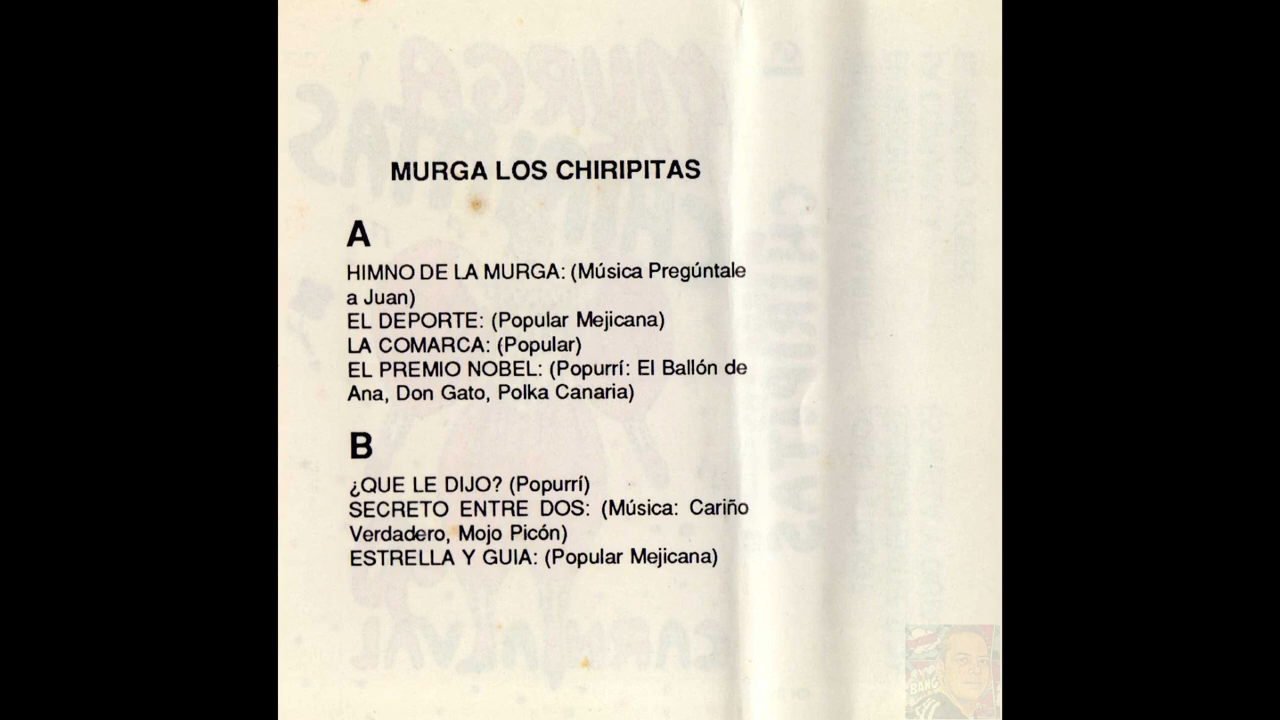 MURGA LOS CHIRIPITAS
A
HIMNO DE LA MURGA: (Música Pregúntale
a Juan)
EL DEPORTE: (Popular Mejicana)
LA COMARCA: (Popular)
EL PREMIO NOBEL: (Popurrí: El Ballón de
Ana, Don Gato, Polka Canaria)
B
¿QUE LE DIJO? (Popurrí)
SECRETO ENTRE DOS: (Música: Cariño
Verdadero, Mojo Picón)
ESTRELLA Y GUIA: (Popular Mejicana)
BANG